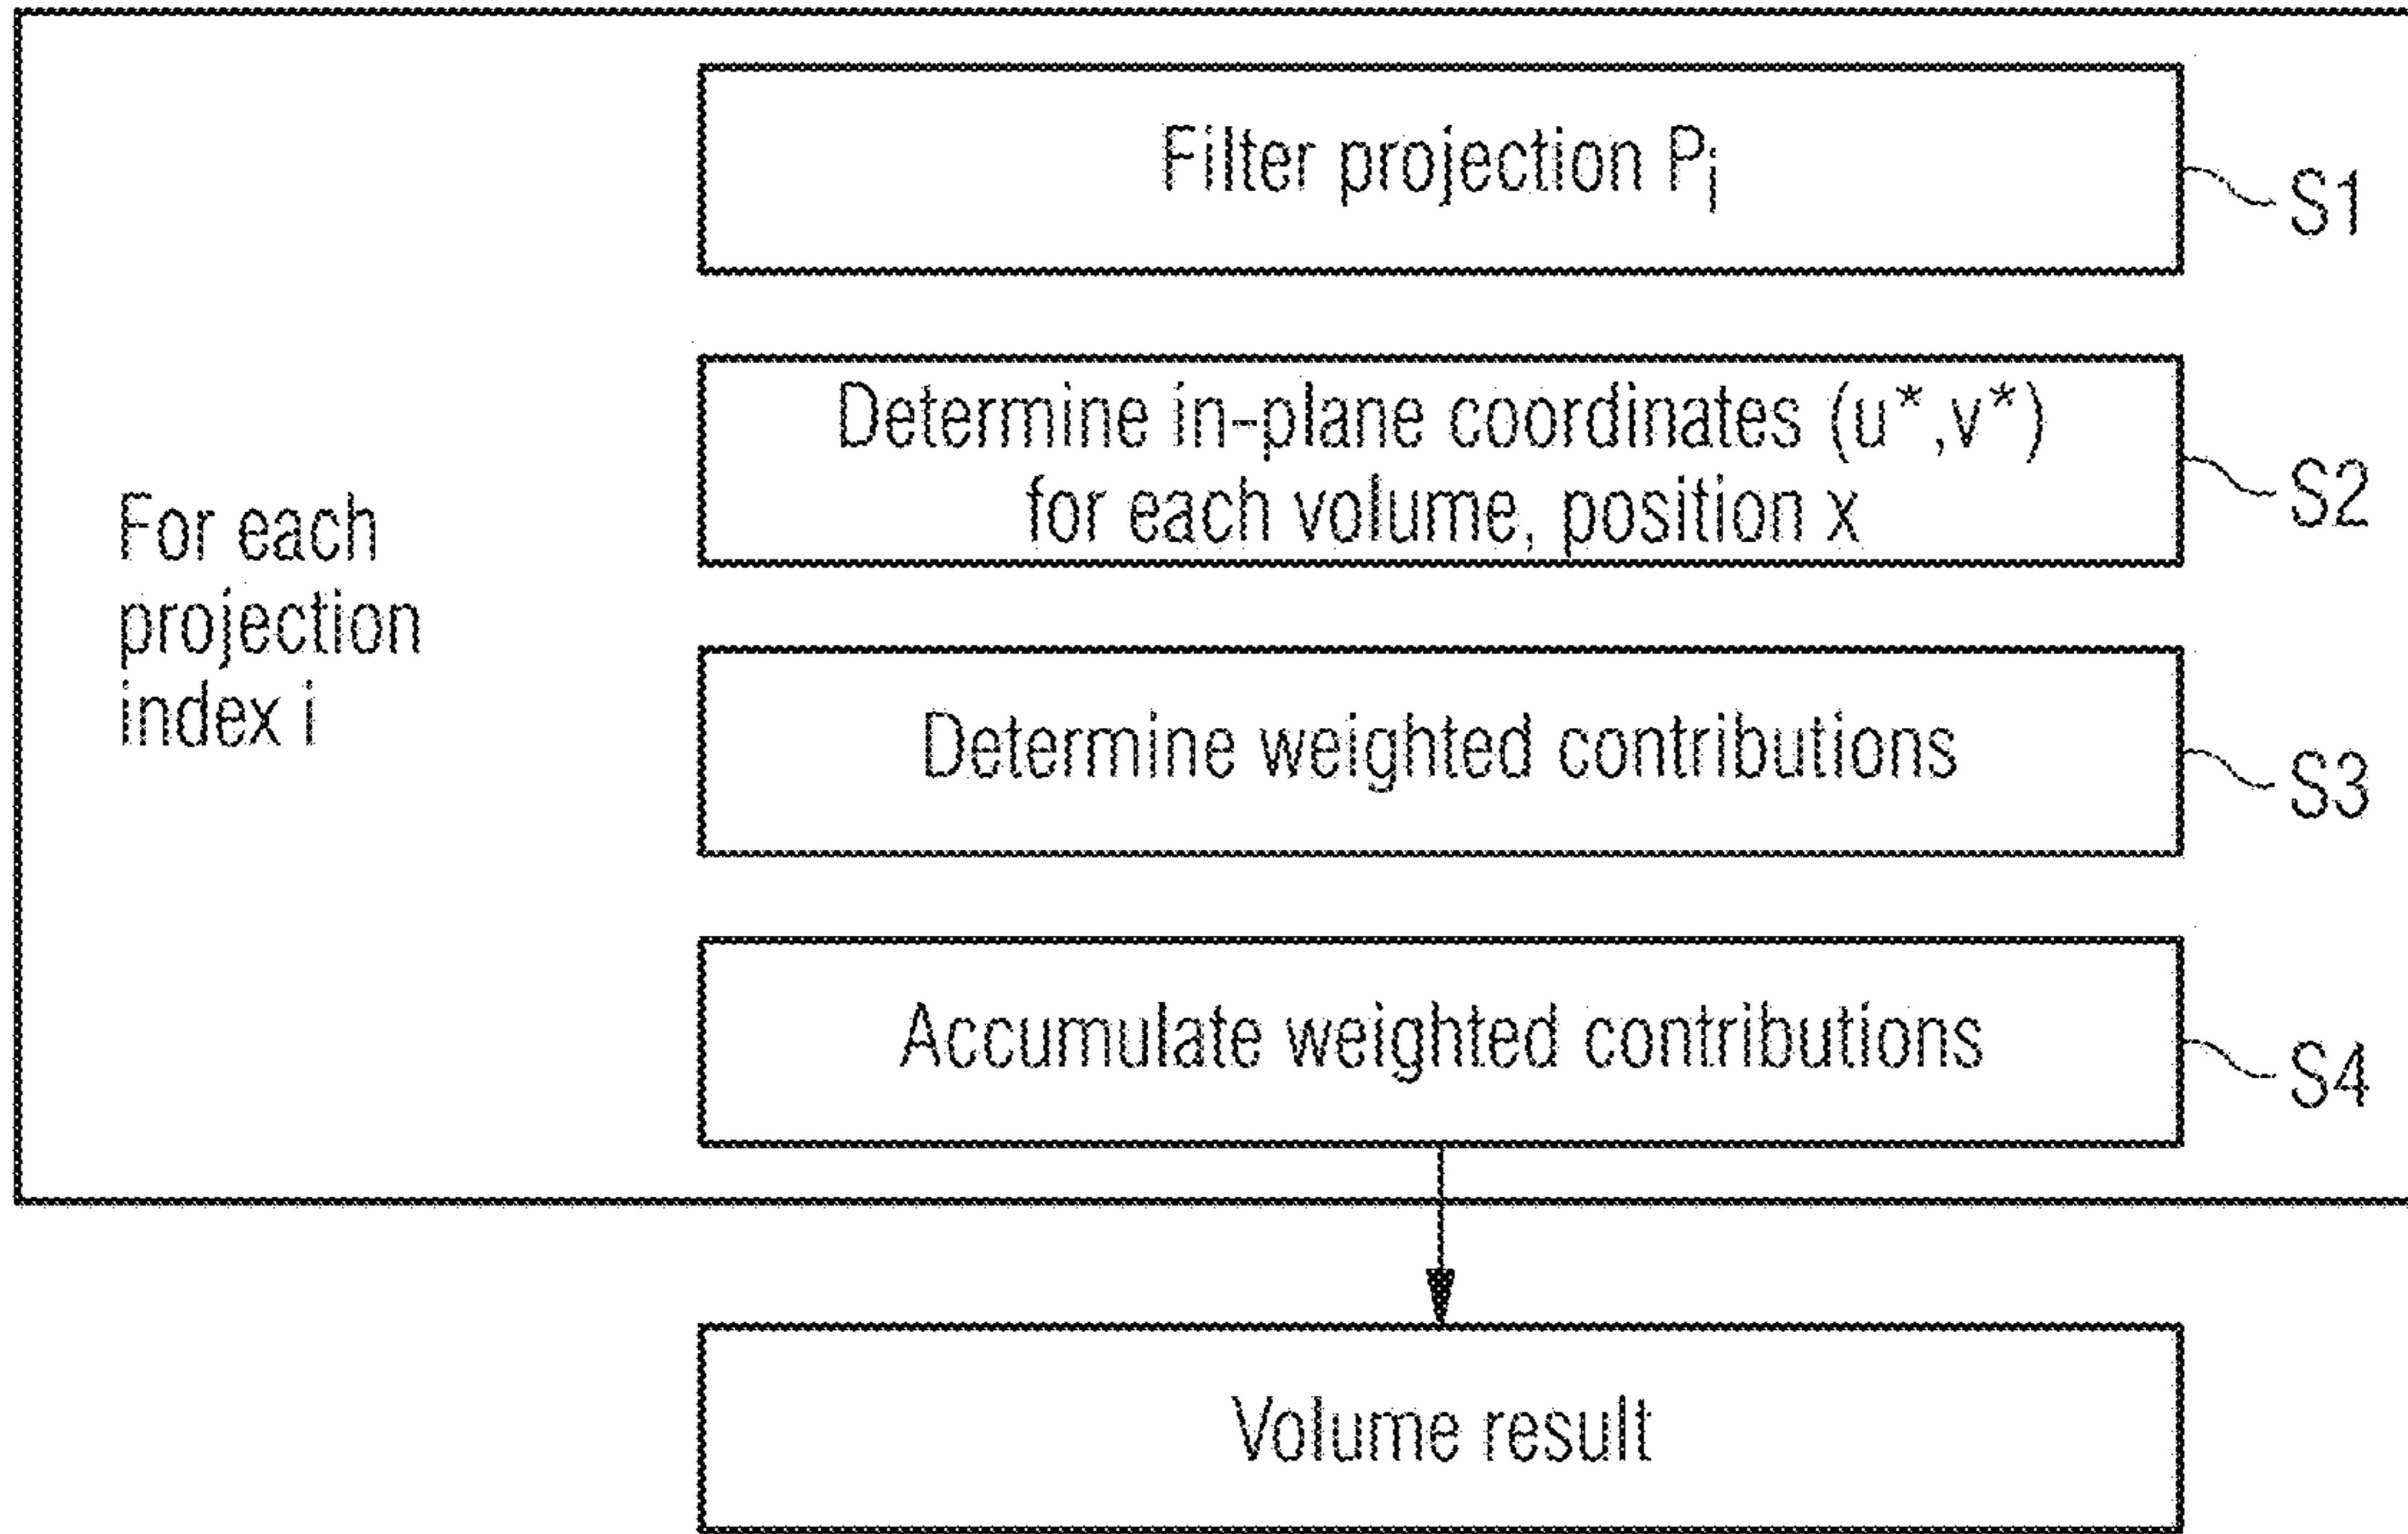 Filter projection Pi
S1
Determine in-plane coordinates (u*,v*)
for each volume, position x
S2
For each
projection
index i
Determine weighted contributions
S3
Accumulate weighted contributions
S4
Volume result